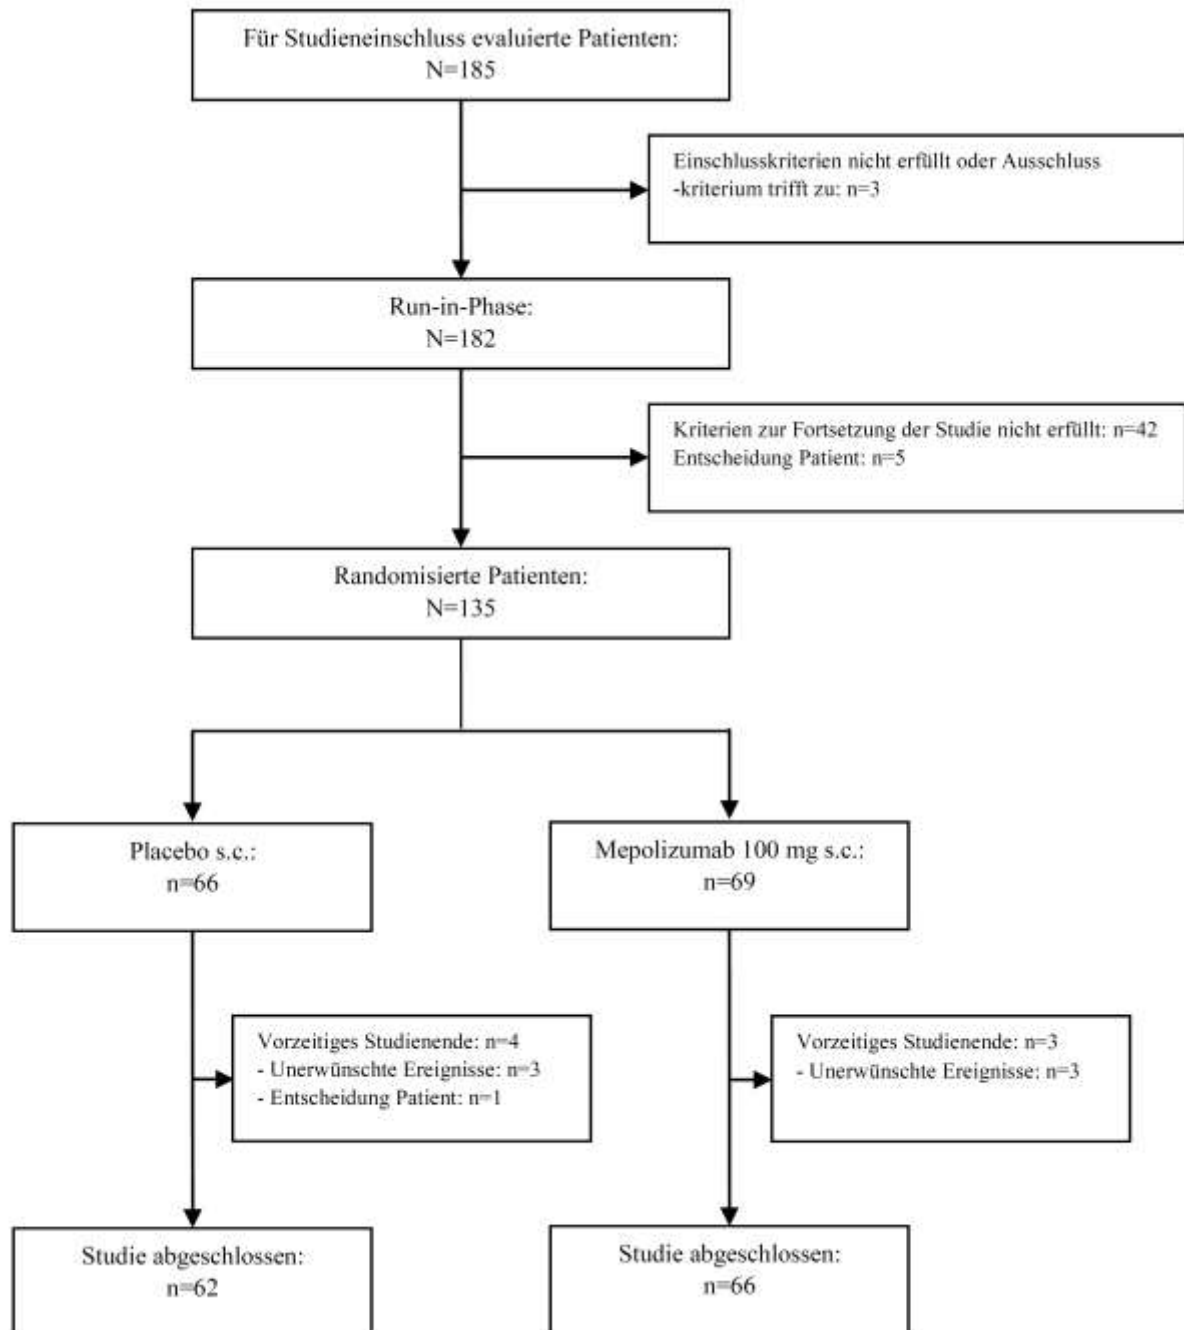 Für Studieneinschluss evaluierte Patienten:
N=185
Einschlusskriterien nicht erfüllt oder Ausschluss
-kriterium trifft zu: n=3
Run-in-Phase:
N=182
Kriterien zur Fortsetzung der Studie nicht erfüllt: n=42
Entscheidung Patient: n=5
Randomisierte Patienten:
N=135
Placebo s.c.:
n=66
Mepolizumab 100 mg s.c.:
n=69
Vorzeitiges Studienende: n=4
- Unerwünschte Ereignisse: n=3
- Entscheidung Patient: n=1
Vorzeitiges Studienende: n=3
- Unerwünschte Ereignisse: n=3
Studie abgeschlossen:
n=62
Studie abgeschlossen:
n=66